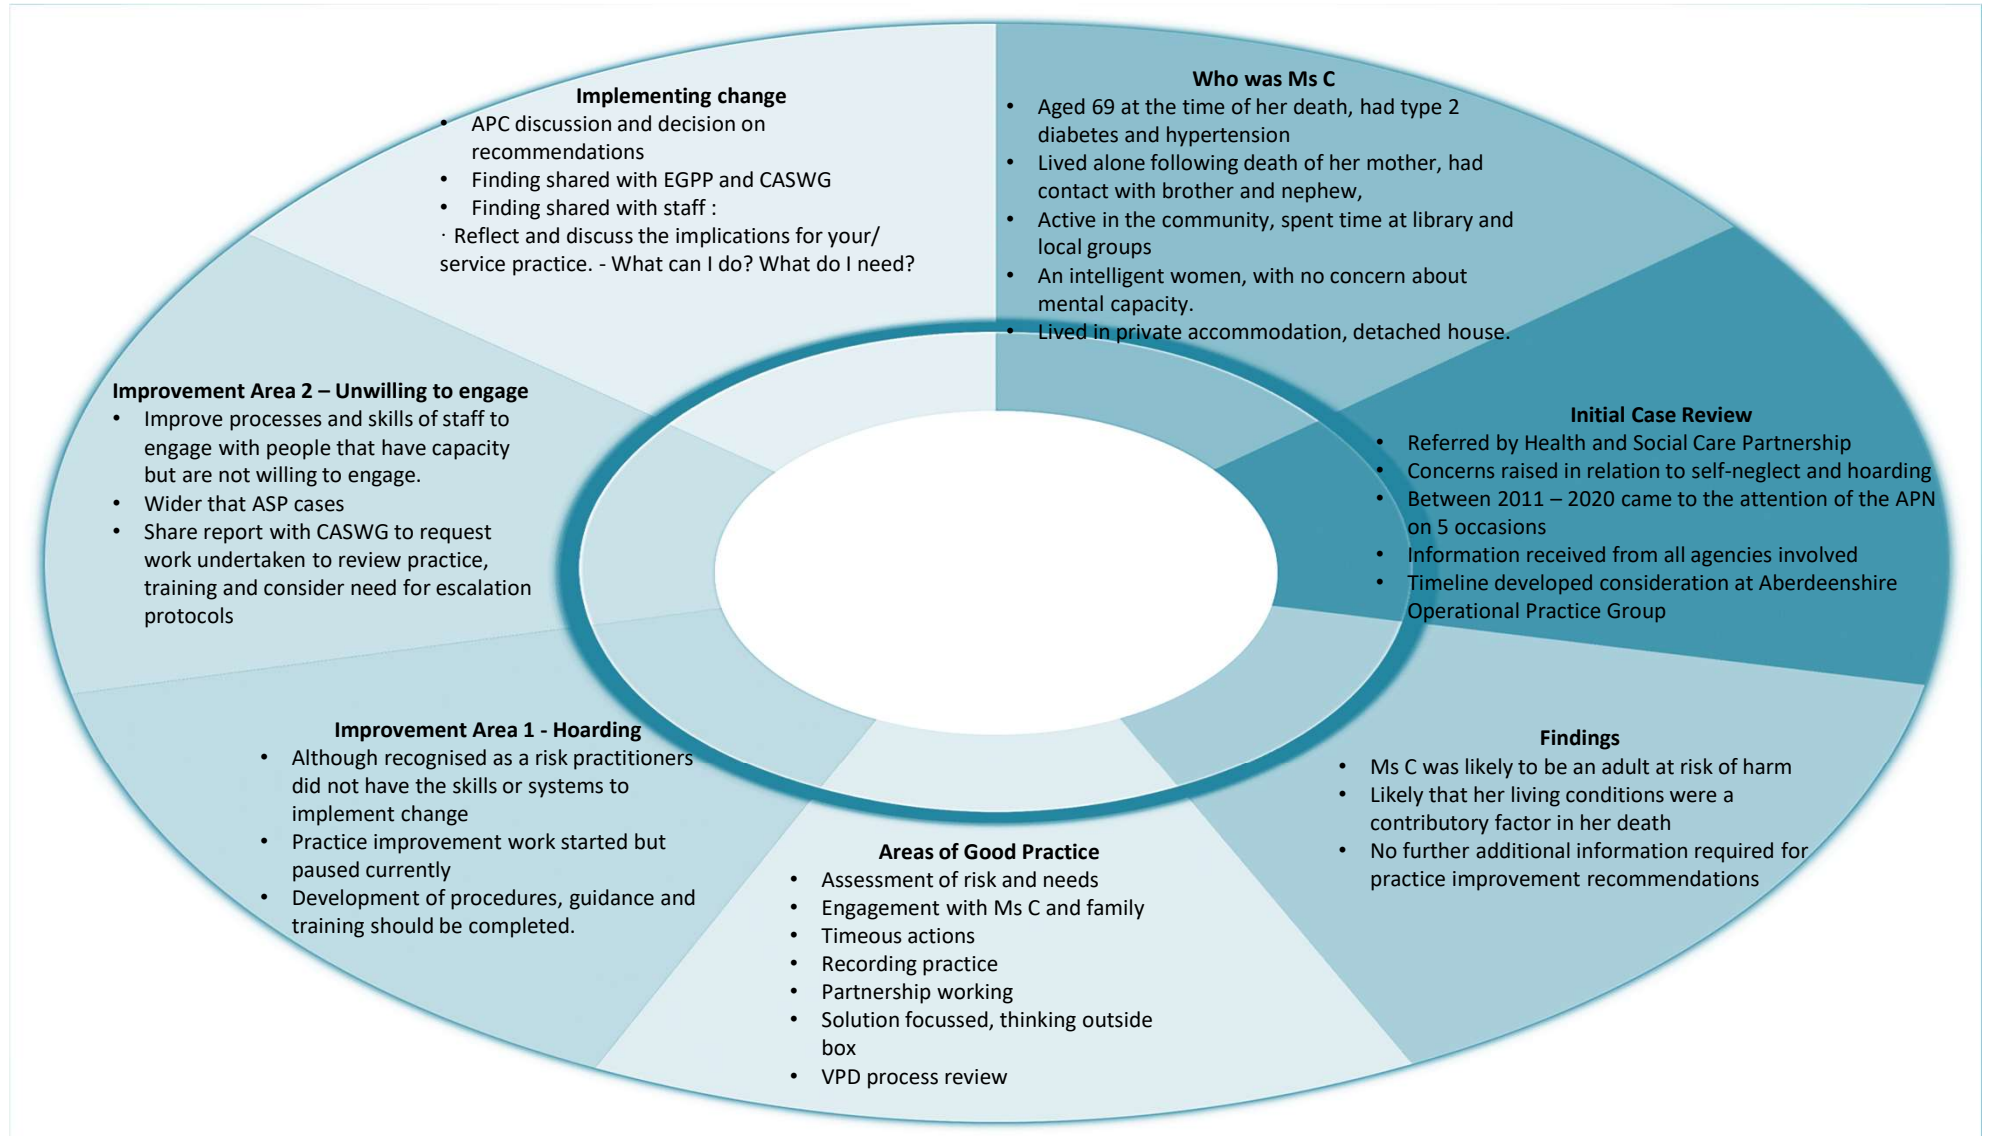 Who was Ms C
• Aged 69 at the time of her death, had type 2
diabetes and hypertension
• Lived alone following death of her mother, had
contact with brother and nephew,
• Active in the community, spent time at library and
local groups
• An intelligent women, with no concern about
mental capacity.
• Lived in private accommodation, detached house.
Initial Case Review
• Referred by Health and Social Care Partnership
• Concerns raised in relation to self-neglect and hoarding
• Between 2011 – 2020 came to the attention of the APN
on 5 occasions
• Information received from all agencies involved
• Timeline developed consideration at Aberdeenshire
Operational Practice Group
Findings
• Ms C was likely to be an adult at risk of harm
• Likely that her living conditions were a
contributory factor in her death
• No further additional information required for
practice improvement recommendations
Areas of Good Practice
• Assessment of risk and needs
• Engagement with Ms C and family
• Timeous actions
• Recording practice
• Partnership working
• Solution focussed, thinking outside
box
• VPD process review
Improvement Area 1 - Hoarding
• Although recognised as a risk practitioners
did not have the skills or systems to
implement change
• Practice improvement work started but
paused currently
• Development of procedures, guidance and
training should be completed.
Improvement Area 2 – Unwilling to engage
• Improve processes and skills of staff to
engage with people that have capacity
but are not willing to engage.
• Wider that ASP cases
• Share report with CASWG to request
work undertaken to review practice,
training and consider need for escalation
protocols
Implementing change
• APC discussion and decision on
recommendations
• Finding shared with EGPP and CASWG
• Finding shared with staff :
· Reflect and discuss the implications for your/
service practice. - What can I do? What do I need?